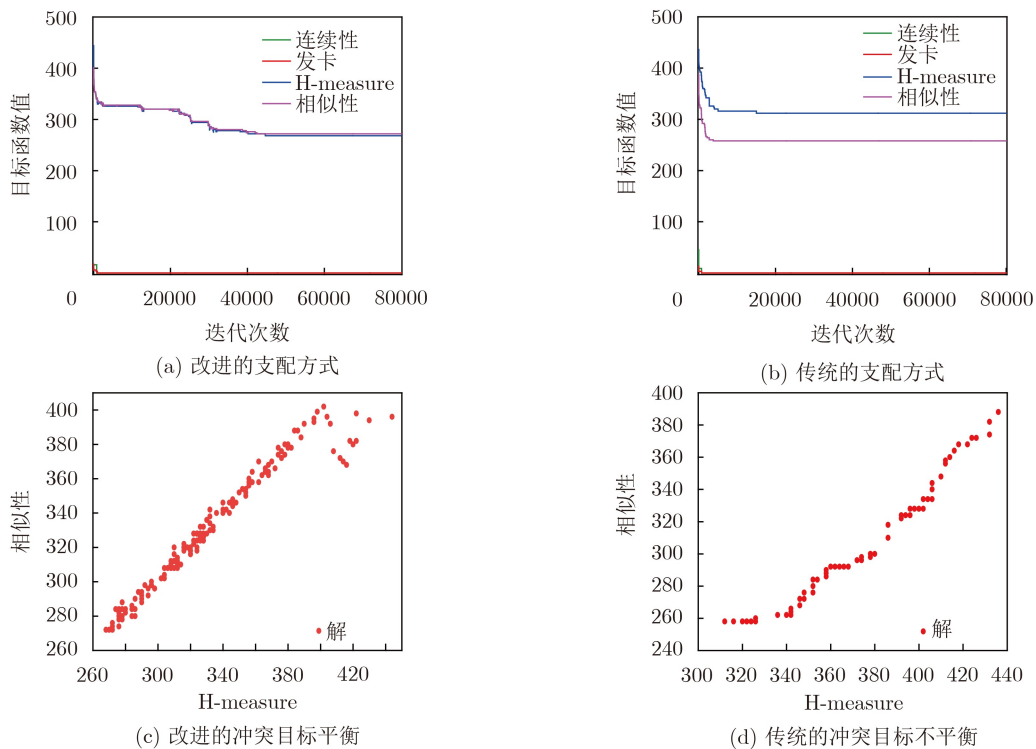 500
400
300
200
100
0
20000
40000
60000
80000
目标函数值
连续性
发卡
H-measure
相似性
迭代次数
(a) 改进的支配方式
500
400
300
200
100
0
20000
40000
60000
80000
目标函数值
连续性
发卡
H-measure
相似性
迭代次数
(b) 传统的支配方式
400
380
360
340
320
300
280
260
260
300
340
380
420
相似性
解
H-measure
(c) 改进的冲突目标平衡
400
380
360
340
320
300
280
260
240
300
320
340
360
380
400
420
440
相似性
解
H-measure
(d) 传统的冲突目标不平衡